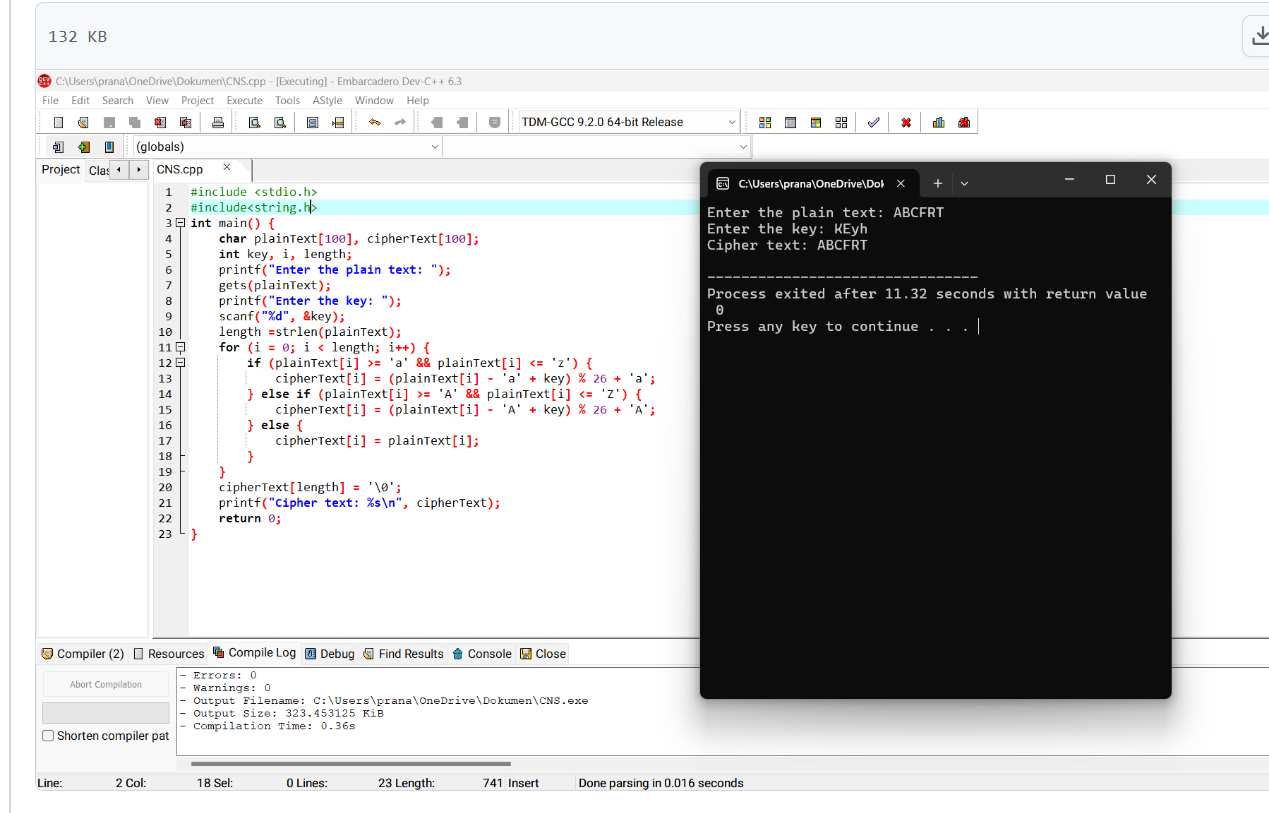 132 KB
C:\Users\prana\OneDrive\Dokumen\CNS.cpp - [Executing] - Embarcadero Dev-C++ 6.3
File Edit Search View Project Execute Tools AStyle Window Help
TDM-GCC 9.2.0 64-bit Release
(globals)
Project Clas CNS.cpp
1 #include <stdio.h>
2 #include<string.h>
3 int main() {
4 char plainText[100], cipherText[100];
5 int key, i, length;
6 printf("Enter the plain text: ");
7 gets(plainText);
8 printf("Enter the key: ");
9 scanf("%d", &key);
10 length =strlen(plainText);
11 for (i = 0; i < length; i++) {
12 if (plainText[i] >= 'a' && plainText[i] <= 'z') {
13 cipherText[i] = (plainText[i] - 'a' + key) % 26 + 'a';
14 } else if (plainText[i] >= 'A' && plainText[i] <= 'Z') {
15 cipherText[i] = (plainText[i] - 'A' + key) % 26 + 'A';
16 } else {
17 cipherText[i] = plainText[i];
18 }
19 }
20 cipherText[length] = '\0';
21 printf("Cipher text: %s\n", cipherText);
22 return 0;
23 }
C:\Users\prana\OneDrive\Dol
Enter the plain text: ABCFRT
Enter the key: KEyh
Cipher text: ABCFRT
--------------------------------
Process exited after 11.32 seconds with return value
0
Press any key to continue . . .
Compiler (2) Resources Compile Log Debug Find Results Console Close
Abort Compilation
Shorten compiler pat
- Errors: 0
- Warnings: 0
- Output Filename: C:\Users\prana\OneDrive\Dokumen\CNS.exe
- Output Size: 323.453125 KiB
- Compilation Time: 0.36s
Line: 2 Col: 18 Sel: 0 Lines: 23 Length: 741 Insert Done parsing in 0.016 seconds